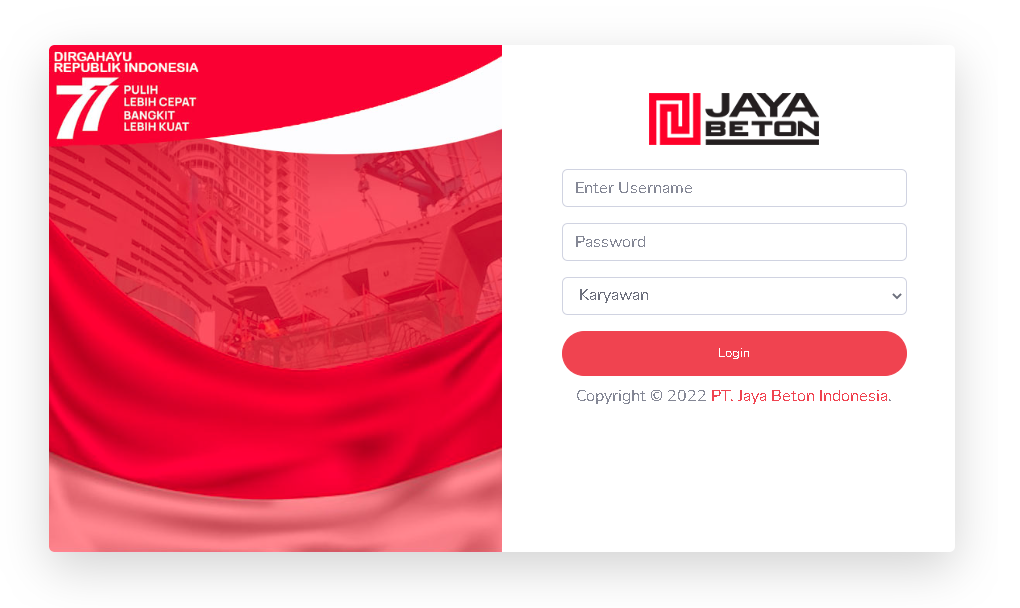 DIRGAHAYU
REPUBLIK INDONESIA
77
PULIH
LEBIH CEPAT
BANGKIT
LEBIH KUAT
JAYA
BETON
Enter Username
Password
Karyawan
Login
Copyright © 2022 PT. Jaya Beton Indonesia.